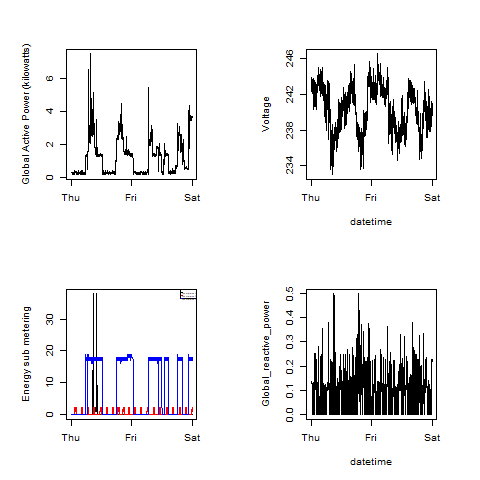 Global Active Power (kilowatts)
0 2 4 6
Thu Fri Sat
Voltage
234 238 242 246
Thu Fri Sat
datetime
Energy sub metering
0 10 20 30
Thu Fri Sat
Global_reactive_power
0.0 0.1 0.2 0.3 0.4 0.5
Thu Fri Sat
datetime